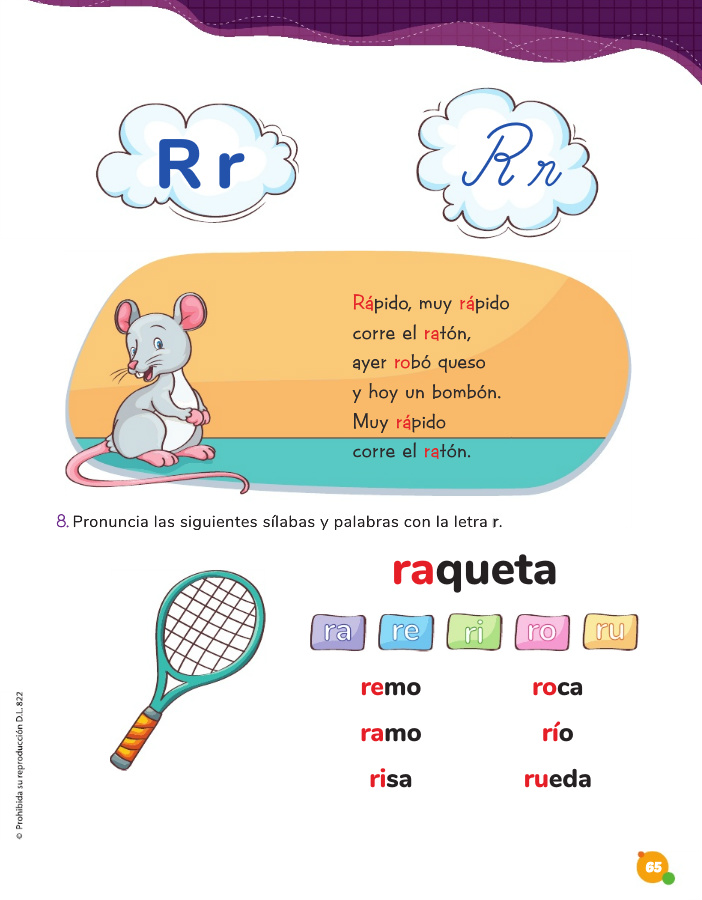 R r
R r
Rápido, muy rápido
corre el ratón,
ayer robó queso
y hoy un bombón.
Muy rápido
corre el ratón.
8. Pronuncia las siguientes sílabas y palabras con la letra r.
raqueta
ra re ri ro ru
remo roca
ramo río
risa rueda
© Prohibida su reproducción D.L. 822
65